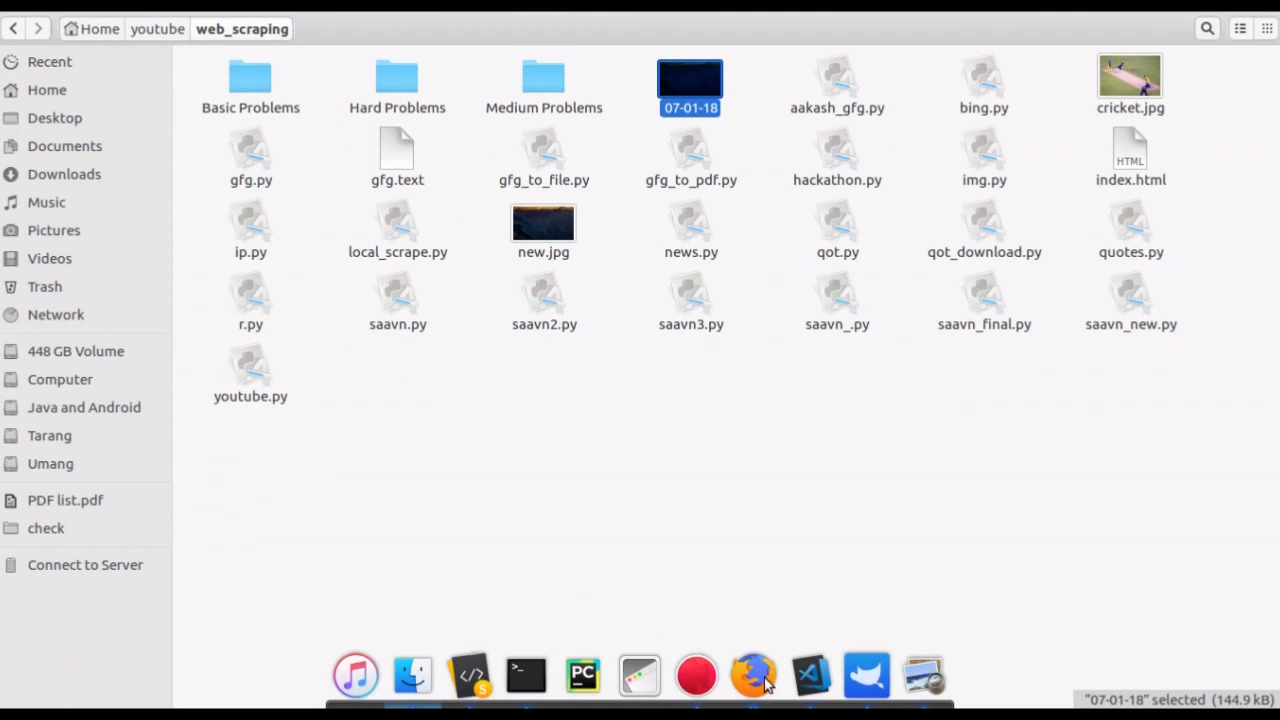 Home youtube web_scraping
Recent
Home
Desktop
Documents
Downloads
Music
Pictures
Videos
Trash
Network
448 GB Volume
Computer
Java and Android
Tarang
Umang
PDF list.pdf
check
Connect to Server
Basic Problems Hard Problems Medium Problems 07-01-18 aakash_gfg.py bing.py cricket.jpg
HTML
gfg.py gfg.text gfg_to_file.py gfg_to_pdf.py hackathon.py img.py index.html
ip.py local_scrape.py new.jpg news.py qot.py qot_download.py quotes.py
r.py saavn.py saavn2.py saavn3.py saavn_.py saavn_final.py saavn_new.py
youtube.py
</> S >_ PC
"07-01-18" selected (144.9 kB)